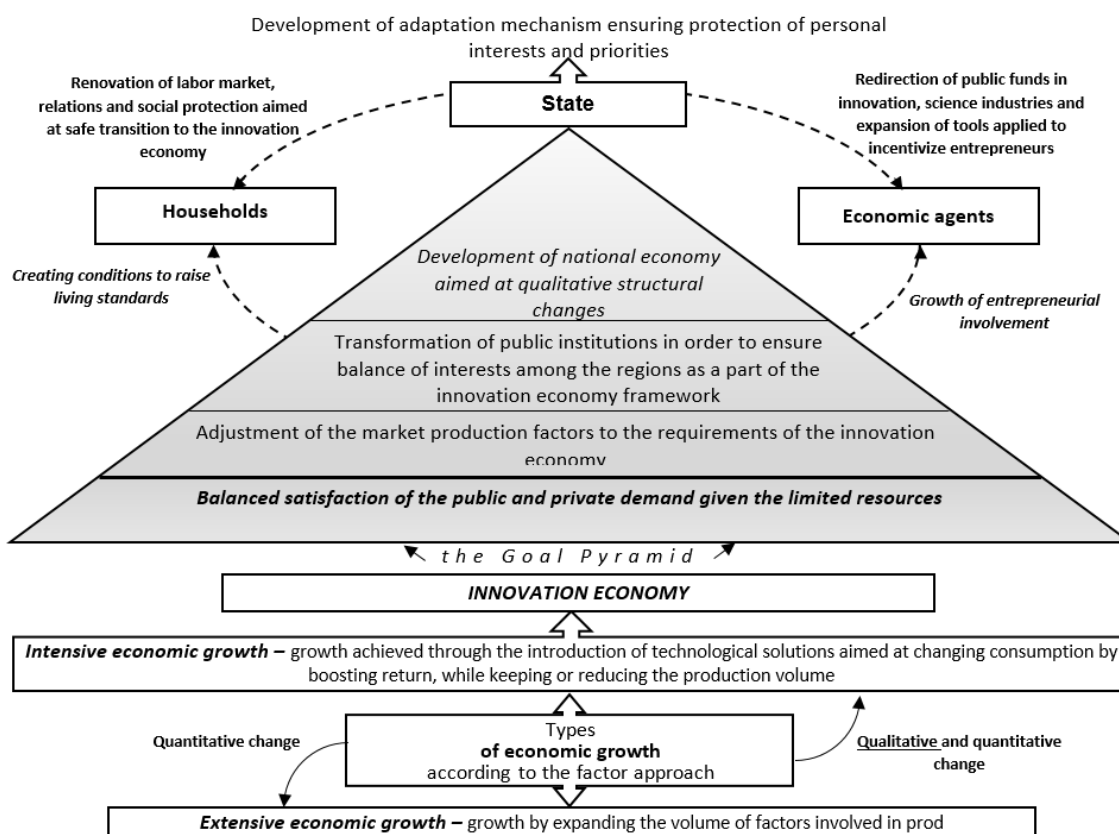 Development of adaptation mechanism ensuring protection of personal
interests and priorities
Renovation of labor market,
relations and social protection aimed
at safe transition to the innovation
economy
State
Redirection of public funds in
innovation, science industries and
expansion of tools applied to
incentivize entrepreneurs
Households
Economic agents
Creating conditions to raise
living standards
Development of national economy
aimed at qualitative structural
changes
Growth of entrepreneurial
involvement
Transformation of public institutions in order to ensure
balance of interests among the regions as a part of the
innovation economy framework
Adjustment of the market production factors to the requirements of the innovation
economy
Balanced satisfaction of the public and private demand given the limited resources
the Goal Pyramid
INNOVATION ECONOMY
Intensive economic growth – growth achieved through the introduction of technological solutions aimed at changing consumption by
boosting return, while keeping or reducing the production volume
Quantitative change
Types
of economic growth
according to the factor approach
Qualitative and quantitative
change
Extensive economic growth – growth by expanding the volume of factors involved in prod